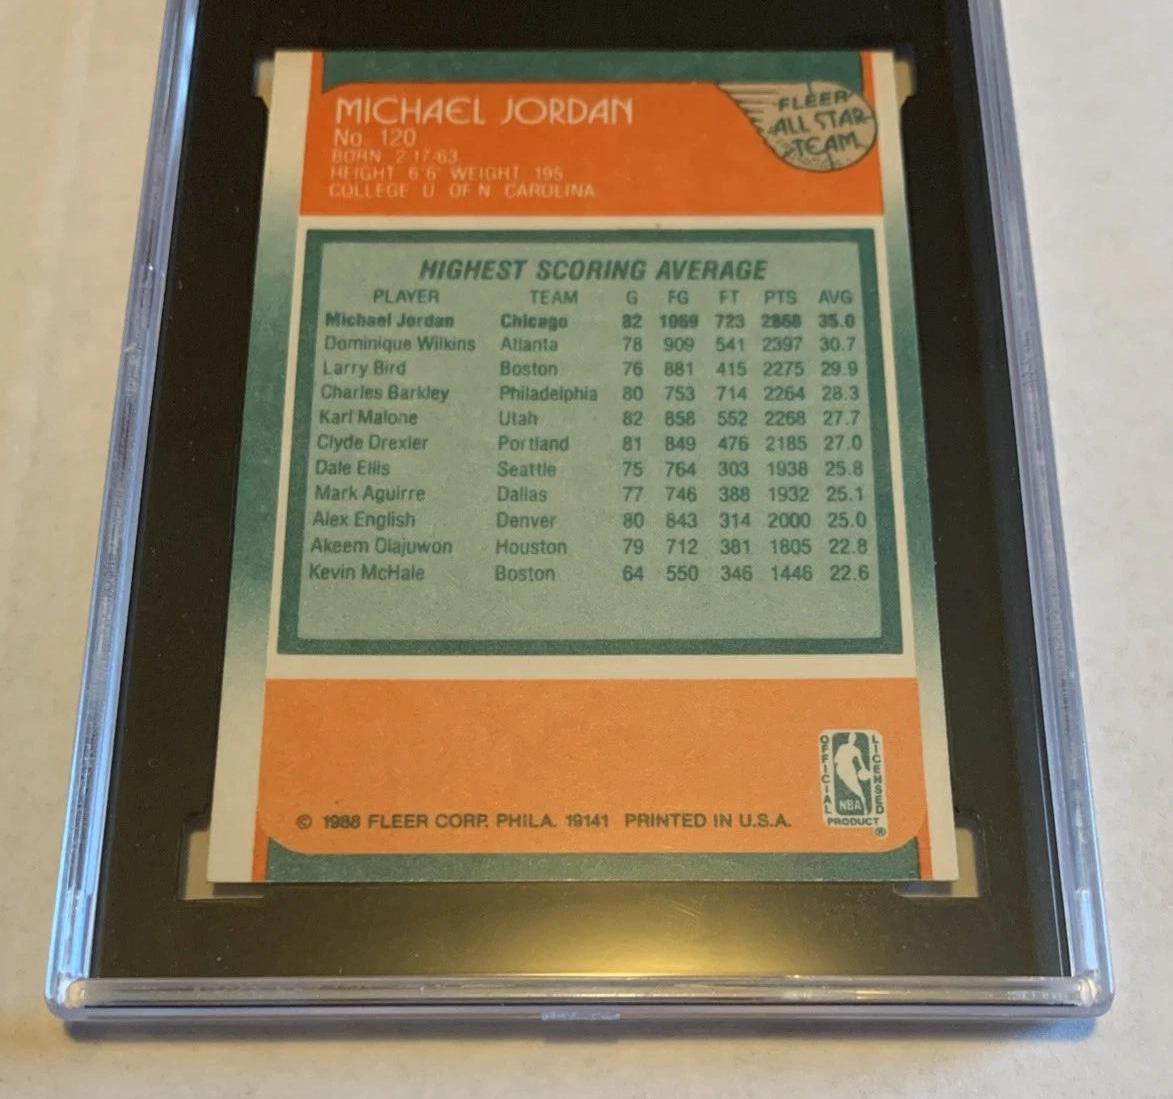 MICHAEL JORDAN
No. 120
BORN 2-17-63
HEIGHT 6'6" WEIGHT 195
COLLEGE U. OF N. CAROLINA
FLEER
ALL STAR
TEAM
HIGHEST SCORING AVERAGE
PLAYER TEAM G FG FT PTS AVG
Michael Jordan Chicago 82 1069 723 2868 35.0
Dominique Wilkins Atlanta 78 909 541 2397 30.7
Larry Bird Boston 76 881 415 2275 29.9
Charles Barkley Philadelphia 80 753 714 2264 28.3
Karl Malone Utah 82 858 552 2268 27.7
Clyde Drexler Portland 81 849 476 2185 27.0
Dale Ellis Seattle 75 764 303 1938 25.8
Mark Aguirre Dallas 77 746 388 1932 25.1
Alex English Denver 80 843 314 2000 25.0
Akeem Olajuwon Houston 79 712 381 1805 22.8
Kevin McHale Boston 64 550 346 1446 22.6
OFFICIAL LICENSED
NBA
PRODUCT ®
© 1988 FLEER CORP. PHILA. 19141 PRINTED IN U.S.A.